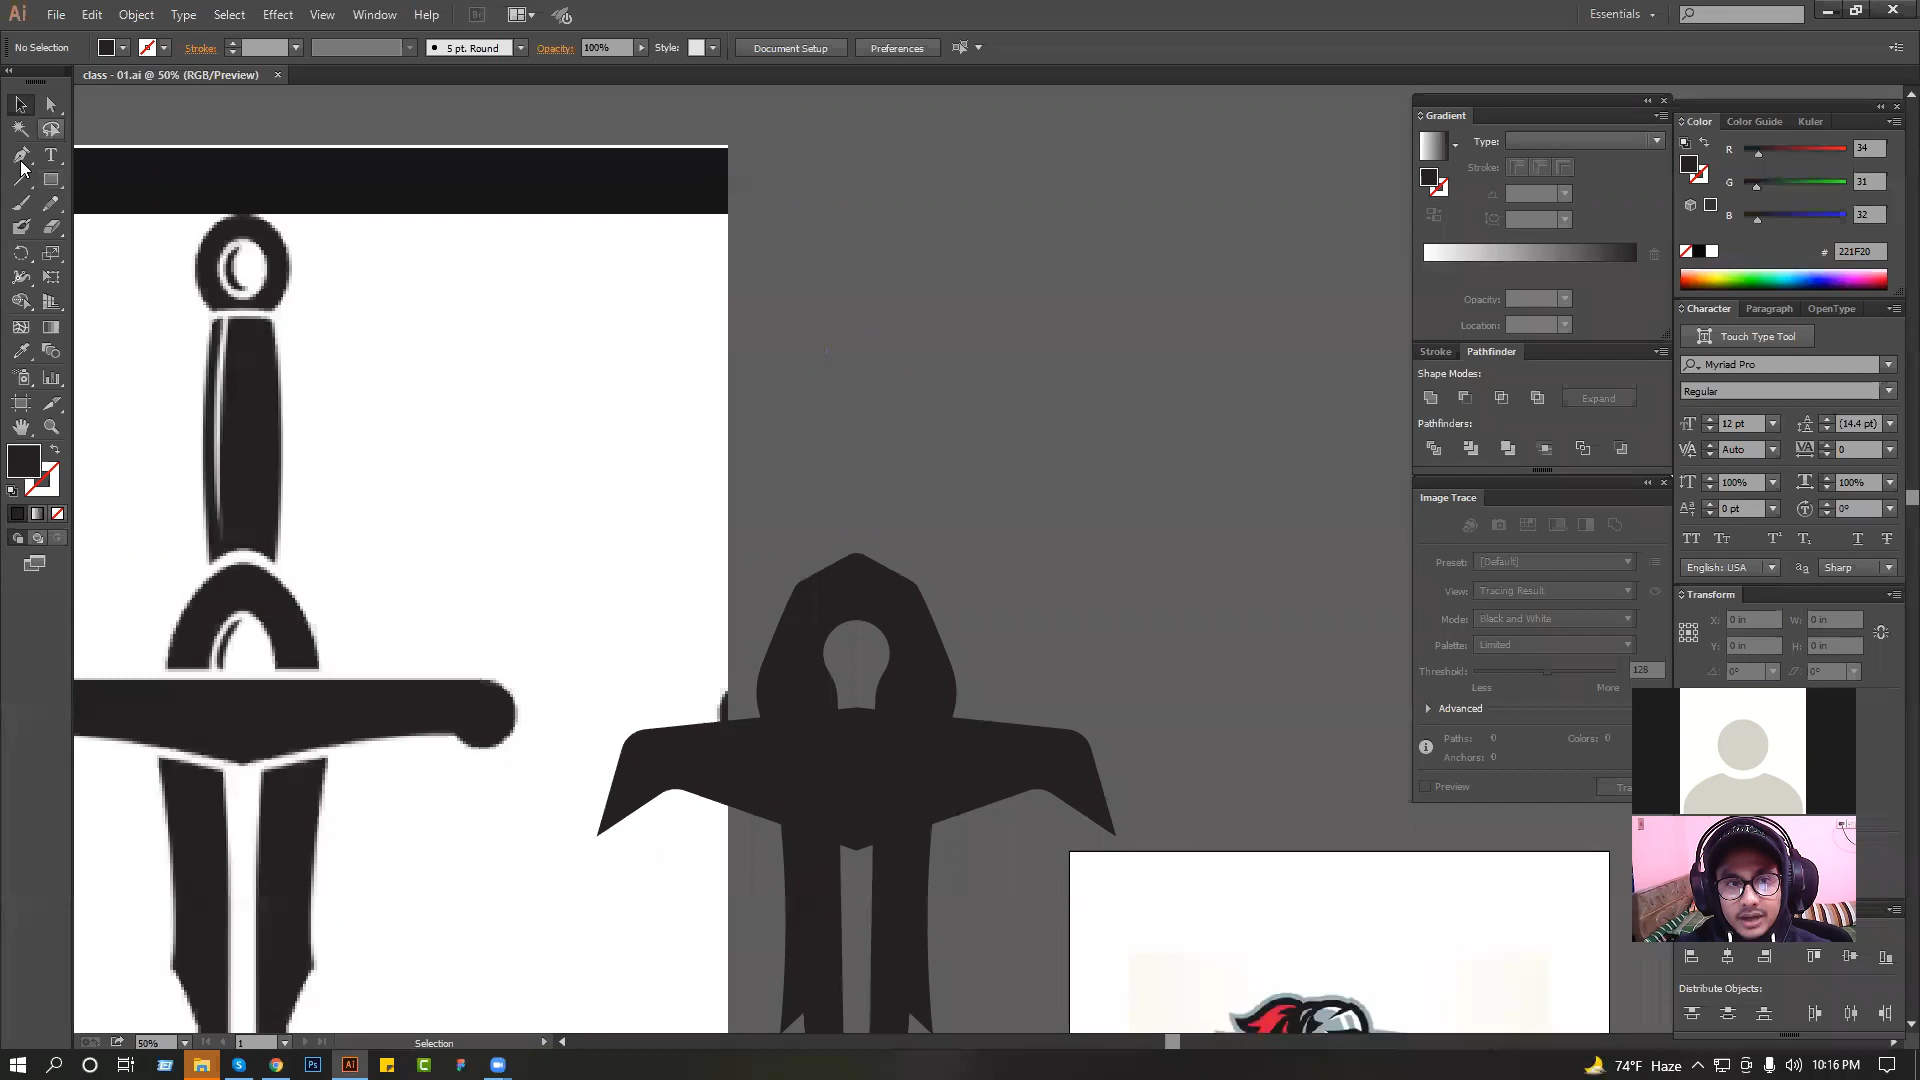 Ai File Edit Object Type Select Effect View Window Help Br Essentials
No Selection Stroke: 5 pt. Round Opacity: 100% Style: Document Setup Preferences
class - 01.ai @ 50% (RGB/Preview)
Gradient
Type:
Stroke:
Opacity:
Location:
Stroke Pathfinder
Shape Modes:
Expand
Pathfinders:
Image Trace
Preset: [Default]
View: Tracing Result
Mode: Black and White
Palette: Limited
Threshold: 128
Less More
Advanced
Paths: 0 Colors: 0
Anchors: 0
Preview
Color Color Guide Kuler
R 34
G 31
B 32
# 221F20
Character Paragraph OpenType
Touch Type Tool
Myriad Pro
Regular
12 pt (14.4 pt)
Auto 0
100% 100%
0 pt 0°
English: USA Sharp
Transform
X: 0 in W: 0 in
Y: 0 in H: 0 in
0° 0°
Distribute Objects:
50% 1 Selection
74°F Haze 10:16 PM